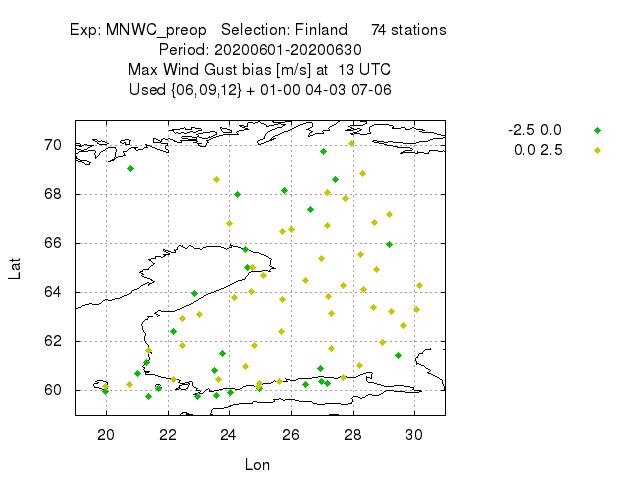 Exp: MNWC_preop Selection: Finland 74 stations
Period: 20200601-20200630
Max Wind Gust bias [m/s] at 13 UTC
Used {06,09,12} + 01-00 04-03 07-06
-2.5 0.0
0.0 2.5
70
68
66
64
62
60
Lat
20 22 24 26 28 30
Lon